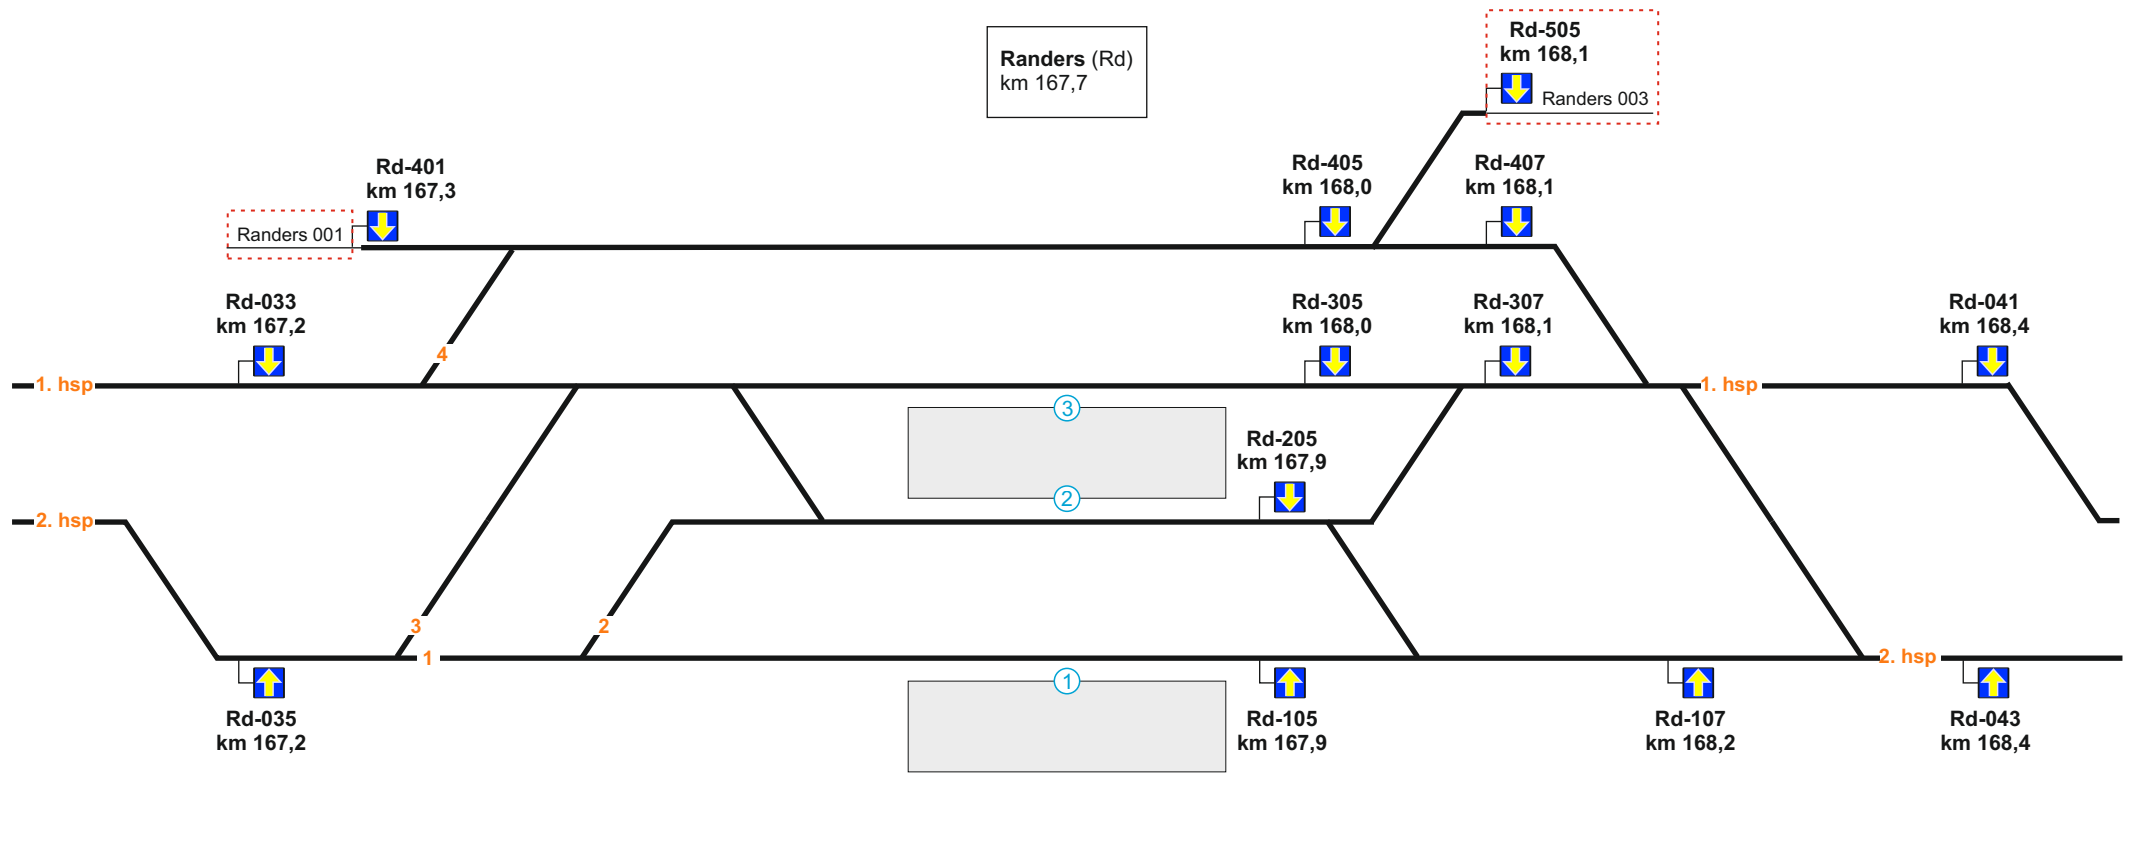 Rd-505
km 168,1
Randers (Rd)
km 167,7
Randers 003
Rd-401
km 167,3
Rd-405
km 168,0
Rd-407
km 168,1
Randers 001
Rd-033
km 167,2
Rd-305
km 168,0
Rd-307
km 168,1
Rd-041
km 168,4
4
1. hsp
1. hsp
3
Rd-205
km 167,9
2
2. hsp
3
2
1
2. hsp
1
Rd-035
km 167,2
Rd-105
km 167,9
Rd-107
km 168,2
Rd-043
km 168,4